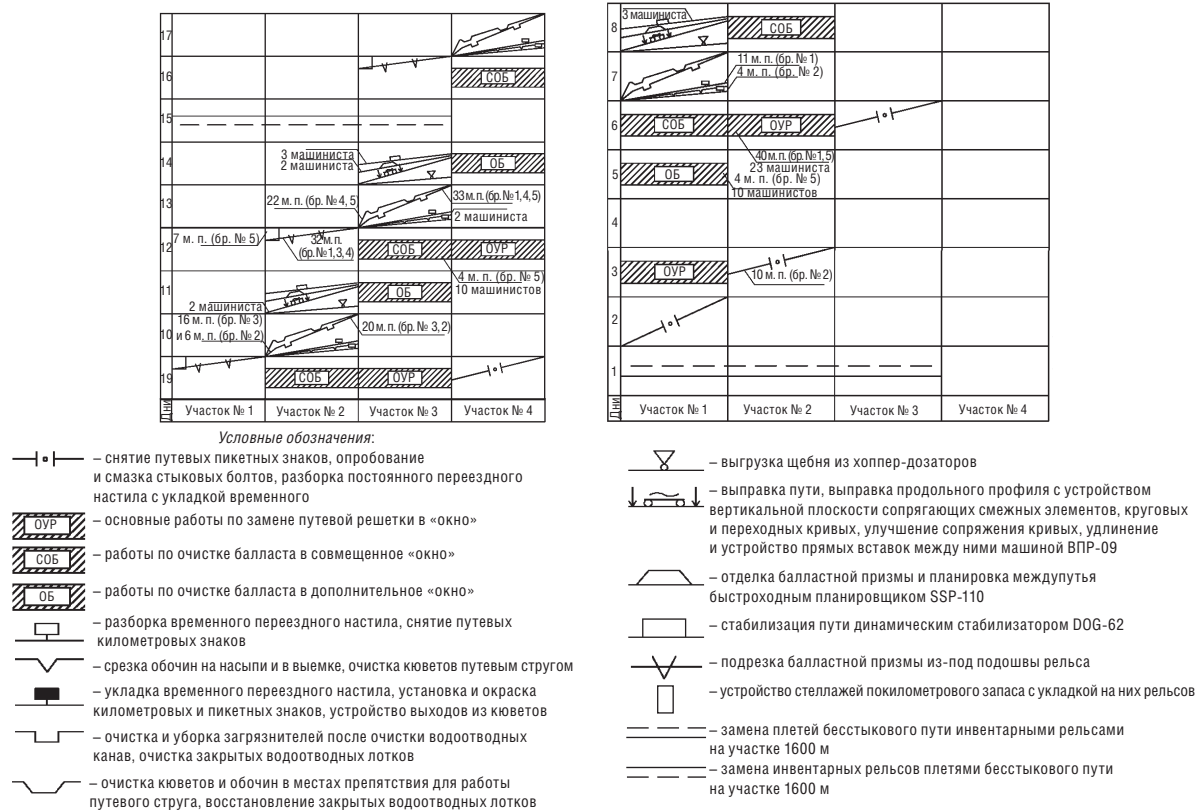 17
16
СОБ
15
14
3 машиниста
2 машиниста
ОБ
13
22 м. п. (бр. № 4, 5)
33 м.п. (бр. №1,4,5)
2 машиниста
12
7 м. п. (бр. № 5)
32 м.п.
(бр. №1,3,4)
СОБ
ОУР
11
2 машиниста
ОБ
4 м. п. (бр. № 5)
10 машинистов
10
16 м. п. (бр. № 3)
и 6 м. п. (бр. № 2)
20 м. п. (бр. № 3, 2)
19
СОБ
ОУР
Дни
Участок № 1
Участок № 2
Участок № 3
Участок № 4
8
3 машиниста
СОБ
7
11 м. п. (бр. № 1)
4 м. п. (бр. № 2)
6
СОБ
ОУР
5
ОБ
40 м.п. (бр. №1,5)
23 машиниста
4 м. п. (бр. № 5)
10 машинистов
4
3
ОУР
10 м. п. (бр. № 2)
2
1
Дни
Участок № 1
Участок № 2
Участок № 3
Участок № 4
Условные обозначения:
– снятие путевых пикетных знаков, опробование
и смазка стыковых болтов, разборка постоянного переездного
настила с укладкой временного
ОУР
– основные работы по замене путевой решетки в «окно»
СОБ
– работы по очистке балласта в совмещенное «окно»
ОБ
– работы по очистке балласта в дополнительное «окно»
– разборка временного переездного настила, снятие путевых
километровых знаков
– срезка обочин на насыпи и в выемке, очистка кюветов путевым стругом
– укладка временного переездного настила, установка и окраска
километровых и пикетных знаков, устройство выходов из кюветов
– очистка и уборка загрязнителей после очистки водоотводных
канав, очистка закрытых водоотводных лотков
– очистка кюветов и обочин в местах препятствия для работы
путевого струга, восстановление закрытых водоотводных лотков
– выгрузка щебня из хоппер-дозаторов
– выправка пути, выправка продольного профиля с устройством
вертикальной плоскости сопрягающих смежных элементов, круговых
и переходных кривых, улучшение сопряжения кривых, удлинение
и устройство прямых вставок между ними машиной ВПР-09
– отделка балластной призмы и планировка междупутья
быстроходным планировщиком SSP-110
– стабилизация пути динамическим стабилизатором DOG-62
– подрезка балластной призмы из-под подошвы рельса
– устройство стеллажей покилометрового запаса с укладкой на них рельсов
– замена плетей бесстыкового пути инвентарными рельсами
на участке 1600 м
– замена инвентарных рельсов плетями бесстыкового пути
на участке 1600 м